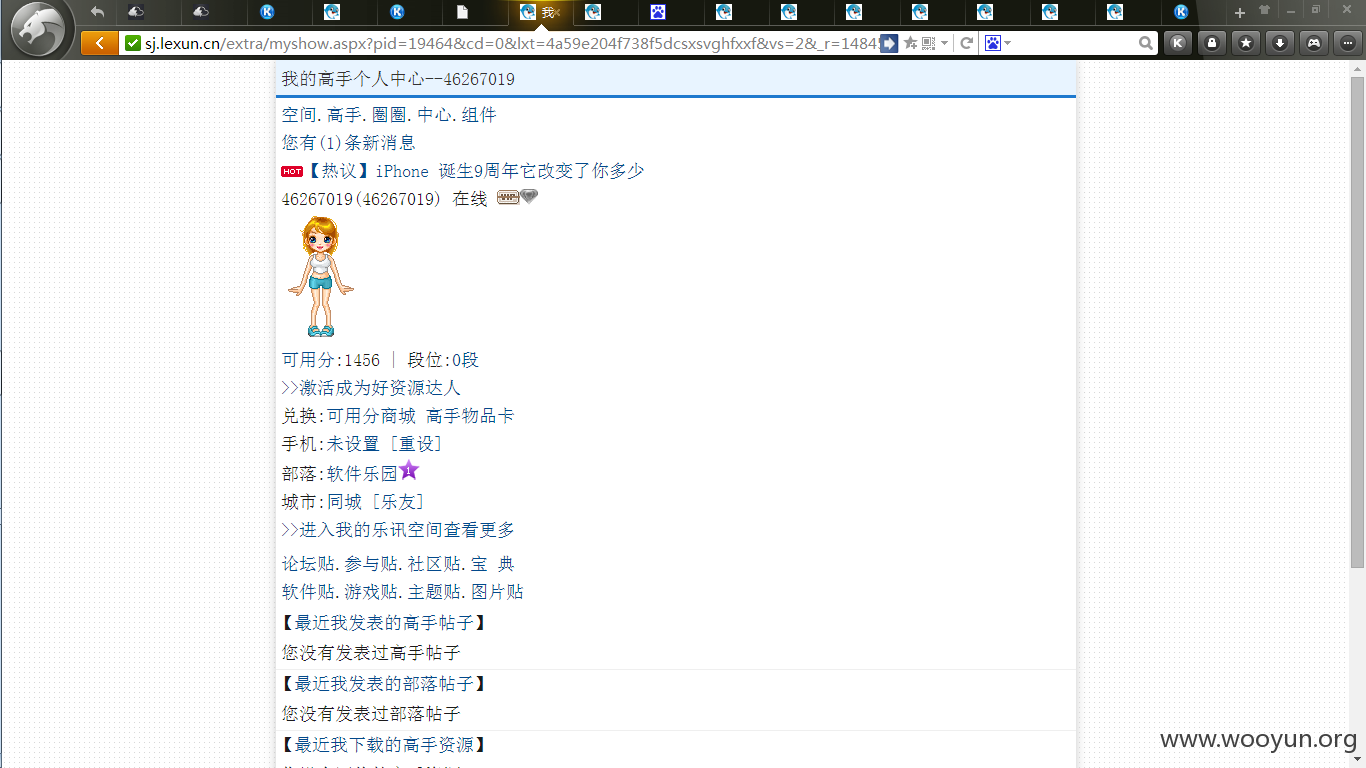 我
sj.lexun.cn/extra/myshow.aspx?pid=19464&cd=0&lxt=4a59e204f738f5dcsxsvghfxxf&vs=2&_r=1484
我的高手个人中心--46267019
空间.高手.圈圈.中心.组件
您有(1)条新消息
HOT【热议】iPhone 诞生9周年它改变了你多少
46267019(46267019) 在线 VIP
可用分:1456 | 段位:0段
>>激活成为好资源达人
兑换:可用分商城 高手物品卡
手机:未设置 [重设]
部落:软件乐园1
城市:同城 [乐友]
>>进入我的乐讯空间查看更多
论坛贴.参与贴.社区贴.宝 典
软件贴.游戏贴.主题贴.图片贴
【最近我发表的高手帖子】
您没有发表过高手帖子
【最近我发表的部落帖子】
您没有发表过部落帖子
【最近我下载的高手资源】
www.wooyun.org